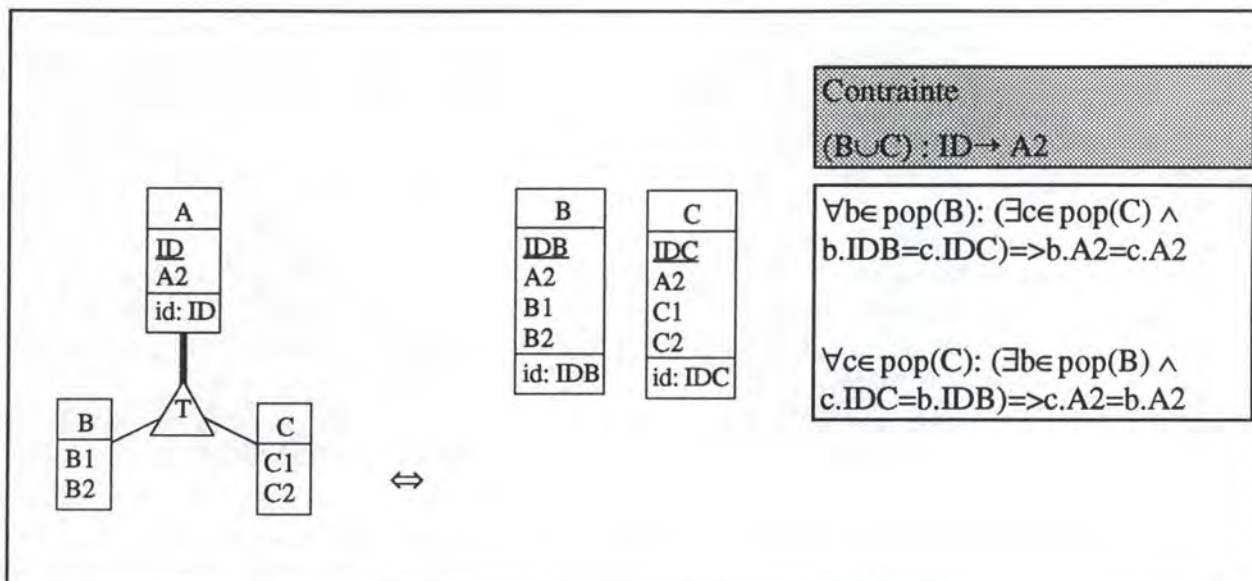 A
ID
A2
id: ID
T
B
B1
B2
C
C1
C2
⇔
B
IDB
A2
B1
B2
id: IDB
C
IDC
A2
C1
C2
id: IDC
Contrainte
(B∪C) : ID→ A2
∀b∈pop(B): (∃c∈pop(C) ∧
b.IDB=c.IDC)=>b.A2=c.A2
∀c∈pop(C): (∃b∈pop(B) ∧
c.IDC=b.IDB)=>c.A2=b.A2